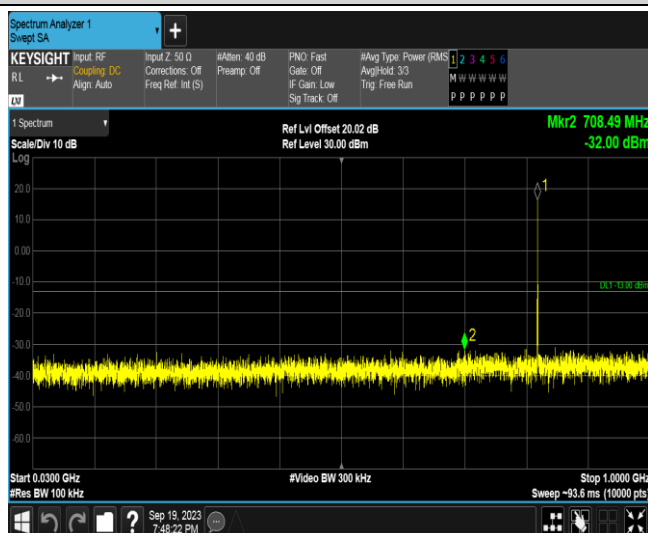 Spectrum Analyzer 1
Swept SA
+
KEYSIGHT
RL
LXI
Input: RF
Coupling: DC
Align: Auto
Input Z: 50 Ω
Corrections: Off
Freq Ref: Int (S)
#Atten: 40 dB
Preamp: Off
PNO: Fast
Gate: Off
IF Gain: Low
Sig Track: Off
#Avg Type: Power (RMS
Avg|Hold: 3/3
Trig: Free Run
1 2 3 4 5 6
M W W W W W
P P P P P P
1 Spectrum
Scale/Div 10 dB
Ref Lvl Offset 20.02 dB
Ref Level 30.00 dBm
Mkr2 708.49 MHz
-32.00 dBm
Log
1
20.0
10.0
0.00
-10.0
DL1 -13.00 dBm
-20.0
2
-30.0
-40.0
-50.0
-60.0
Start 0.0300 GHz
#Video BW 300 kHz
Stop 1.0000 GHz
#Res BW 100 kHz
Sweep ~93.6 ms (10000 pts)
?
Sep 19, 2023
7:48:22 PM